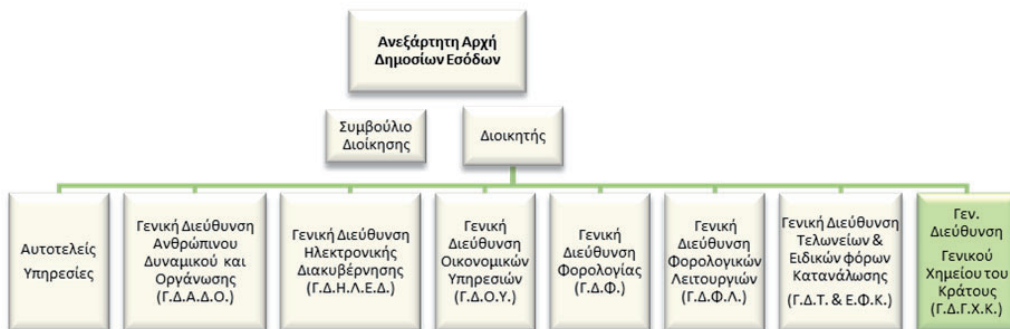 Ανεξάρτητη Αρχή
Δημοσίων Εσόδων
Συμβούλιο
Διοίκησης
Διοικητής
Αυτοτελείς
Υπηρεσίες
Γενική Διεύθυνση
Ανθρώπινου
Δυναμικού και
Οργάνωσης
(Γ.Δ.Α.Δ.Ο.)
Γενική Διεύθυνση
Ηλεκτρονικής
Διακυβέρνησης
(Γ.Δ.Η.Λ.Ε.Δ.)
Γενική
Διεύθυνση
Οικονομικών
Υπηρεσιών
(Γ.Δ.Ο.Υ.)
Γενική
Διεύθυνση
Φορολογίας
(Γ.Δ.Φ.)
Γενική
Διεύθυνση
Φορολογικών
Λειτουργιών
(Γ.Δ.Φ.Λ.)
Γενική Διεύθυνση
Τελωνείων &
Ειδικών φόρων
Κατανάλωσης
(Γ.Δ.Τ. & Ε.Φ.Κ.)
Γεν.
Διεύθυνση
Γενικού
Χημείου του
Κράτους
(Γ.Δ.Γ.Χ.Κ.)